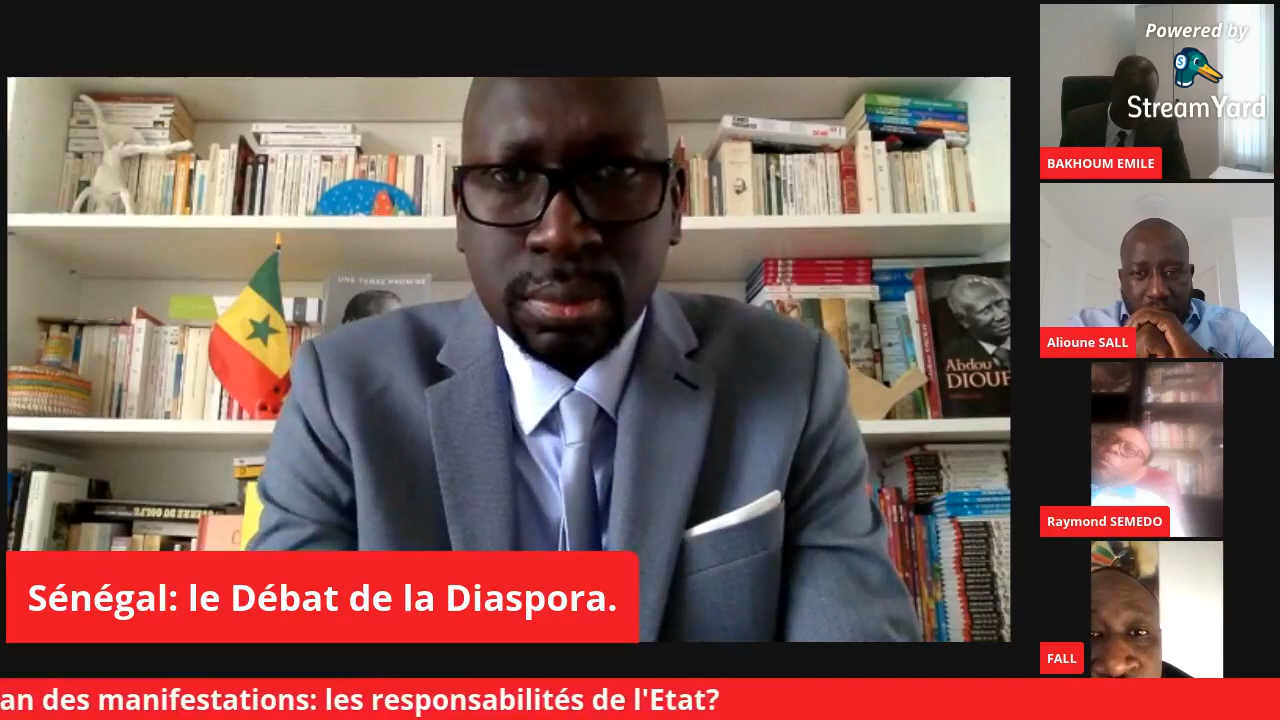 Powered by
StreamYard
BAKHOUM EMILE
UNE TERRE PROMISE
Abdou
DIOUF
Alioune SALL
Raymond SEMEDO
Sénégal: le Débat de la Diaspora.
FALL
an des manifestations: les responsabilités de l'Etat?